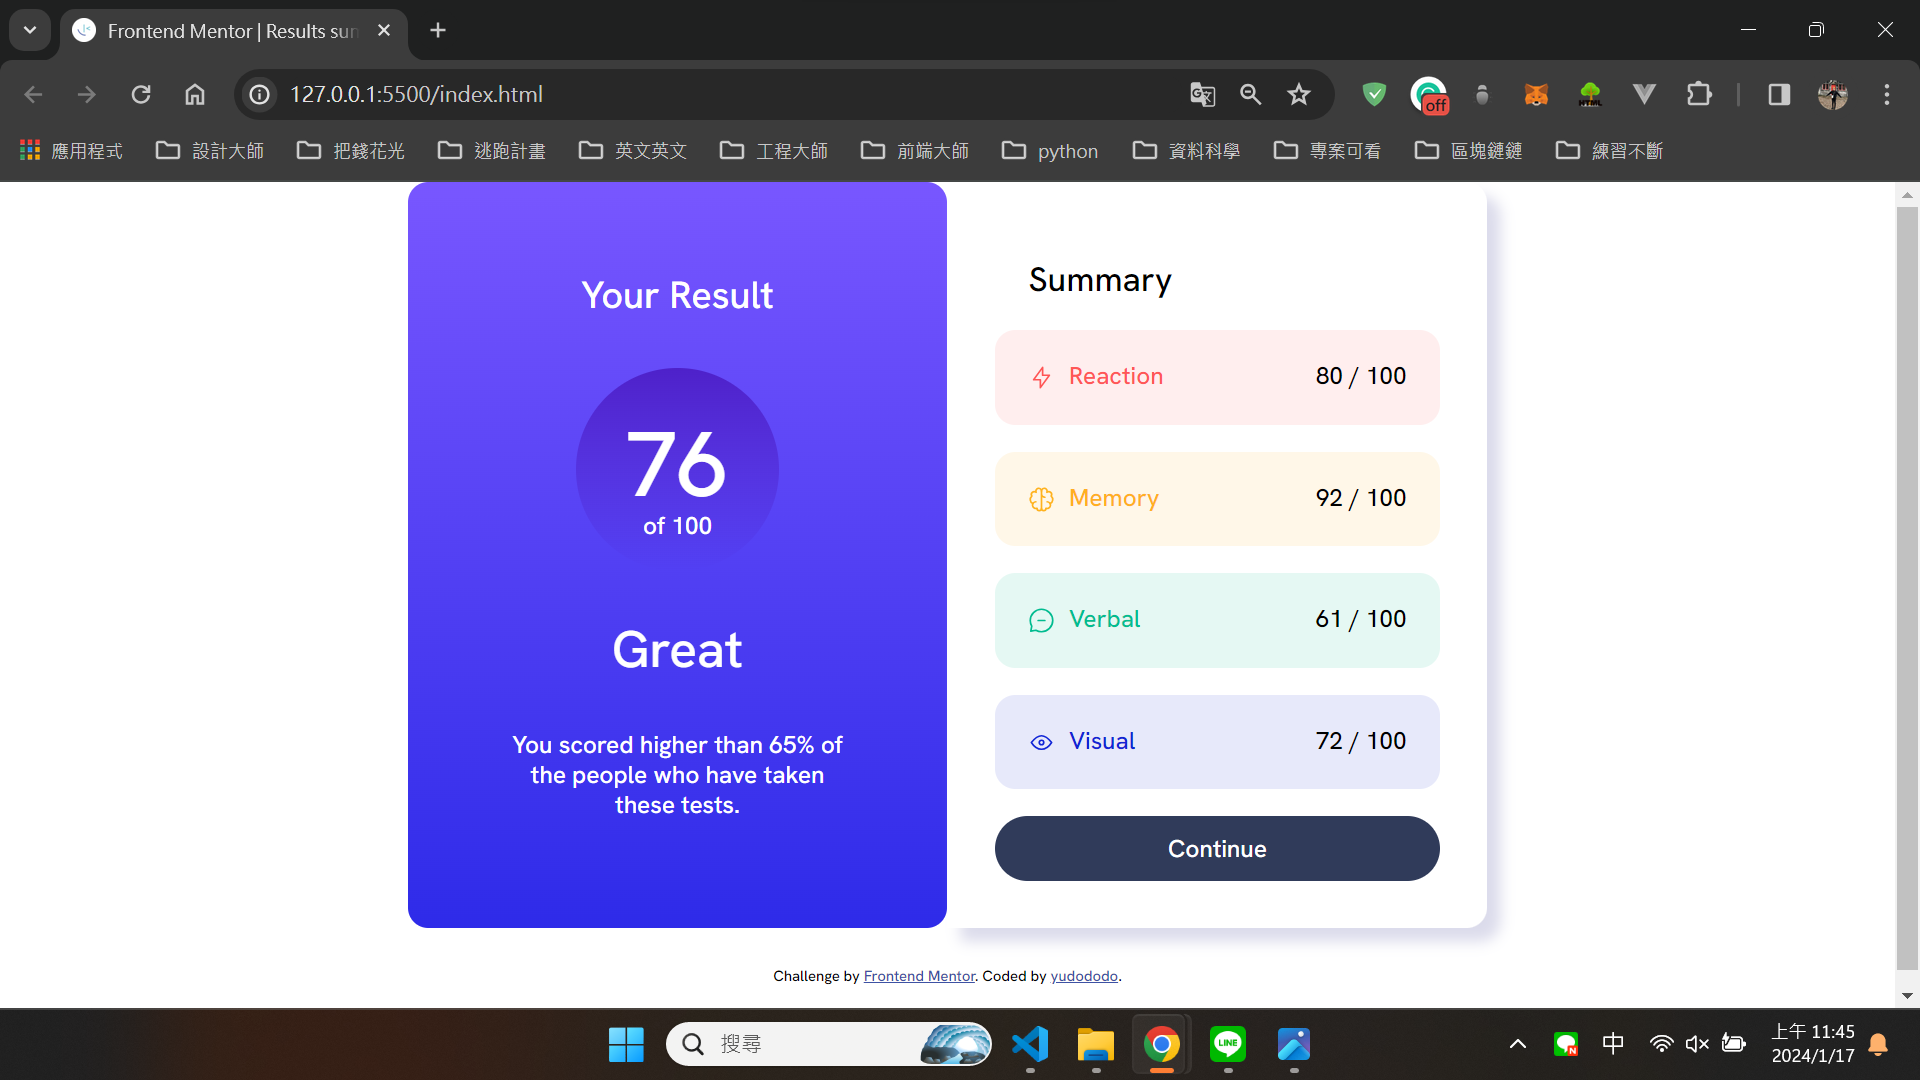 Frontend Mentor | Results sum
127.0.0.1:5500/index.html
off
HTML
應用程式
設計大師
把錢花光
逃跑計畫
英文英文
工程大師
前端大師
python
資料科學
專案可看
區塊鏈鏈
練習不斷
Your Result
76
of 100
Great
You scored higher than 65% of
the people who have taken
these tests.
Summary
Reaction 80 / 100
Memory 92 / 100
Verbal 61 / 100
Visual 72 / 100
Continue
Challenge by Frontend Mentor. Coded by yudododo.
搜尋
LINE
N
中
上午 11:45
2024/1/17